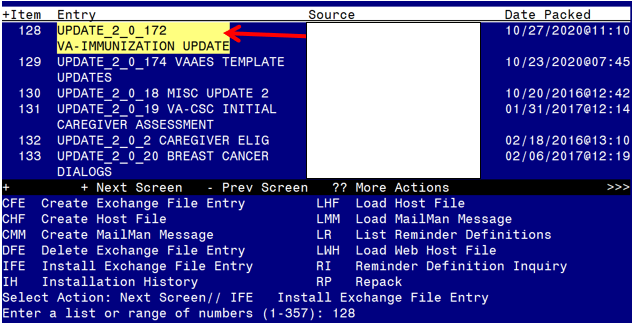 +Item Entry Source Date Packed
128 UPDATE_2_0_172 10/27/2020@11:10
VA-IMMUNIZATION UPDATE
129 UPDATE_2_0_174 VAAES TEMPLATE 10/23/2020@07:45
UPDATES
130 UPDATE_2_0_18 MISC UPDATE 2 10/20/2016@12:42
131 UPDATE_2_0_19 VA-CSC INITIAL 01/31/2017@12:14
CAREGIVER ASSESSMENT
132 UPDATE_2_0_2 CAREGIVER ELIG 02/18/2016@13:10
133 UPDATE_2_0_20 BREAST CANCER 02/06/2017@12:19
DIALOGS
+ + Next Screen - Prev Screen ?? More Actions >>>
CFE Create Exchange File Entry LHF Load Host File
CHF Create Host File LMM Load MailMan Message
CMM Create MailMan Message LR List Reminder Definitions
DFE Delete Exchange File Entry LWH Load Web Host File
IFE Install Exchange File Entry RI Reminder Definition Inquiry
IH Installation History RP Repack
Select Action: Next Screen// IFE Install Exchange File Entry
Enter a list or range of numbers (1-357): 128